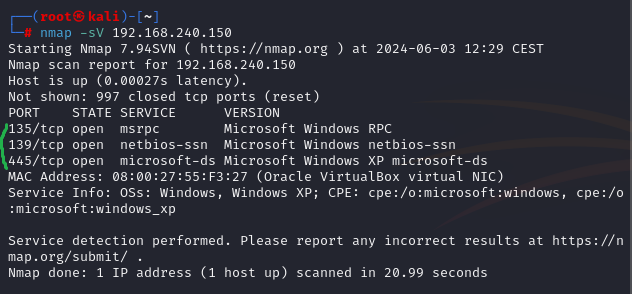 ┌──(root㉿kali)-[~]
└─# nmap -sV 192.168.240.150
Starting Nmap 7.94SVN ( https://nmap.org ) at 2024-06-03 12:29 CEST
Nmap scan report for 192.168.240.150
Host is up (0.00027s latency).
Not shown: 997 closed tcp ports (reset)
PORT    STATE SERVICE      VERSION
135/tcp open  msrpc        Microsoft Windows RPC
139/tcp open  netbios-ssn  Microsoft Windows netbios-ssn
445/tcp open  microsoft-ds Microsoft Windows XP microsoft-ds
MAC Address: 08:00:27:55:F3:27 (Oracle VirtualBox virtual NIC)
Service Info: OSs: Windows, Windows XP; CPE: cpe:/o:microsoft:windows, cpe:/o
:microsoft:windows_xp

Service detection performed. Please report any incorrect results at https://n
map.org/submit/ .
Nmap done: 1 IP address (1 host up) scanned in 20.99 seconds